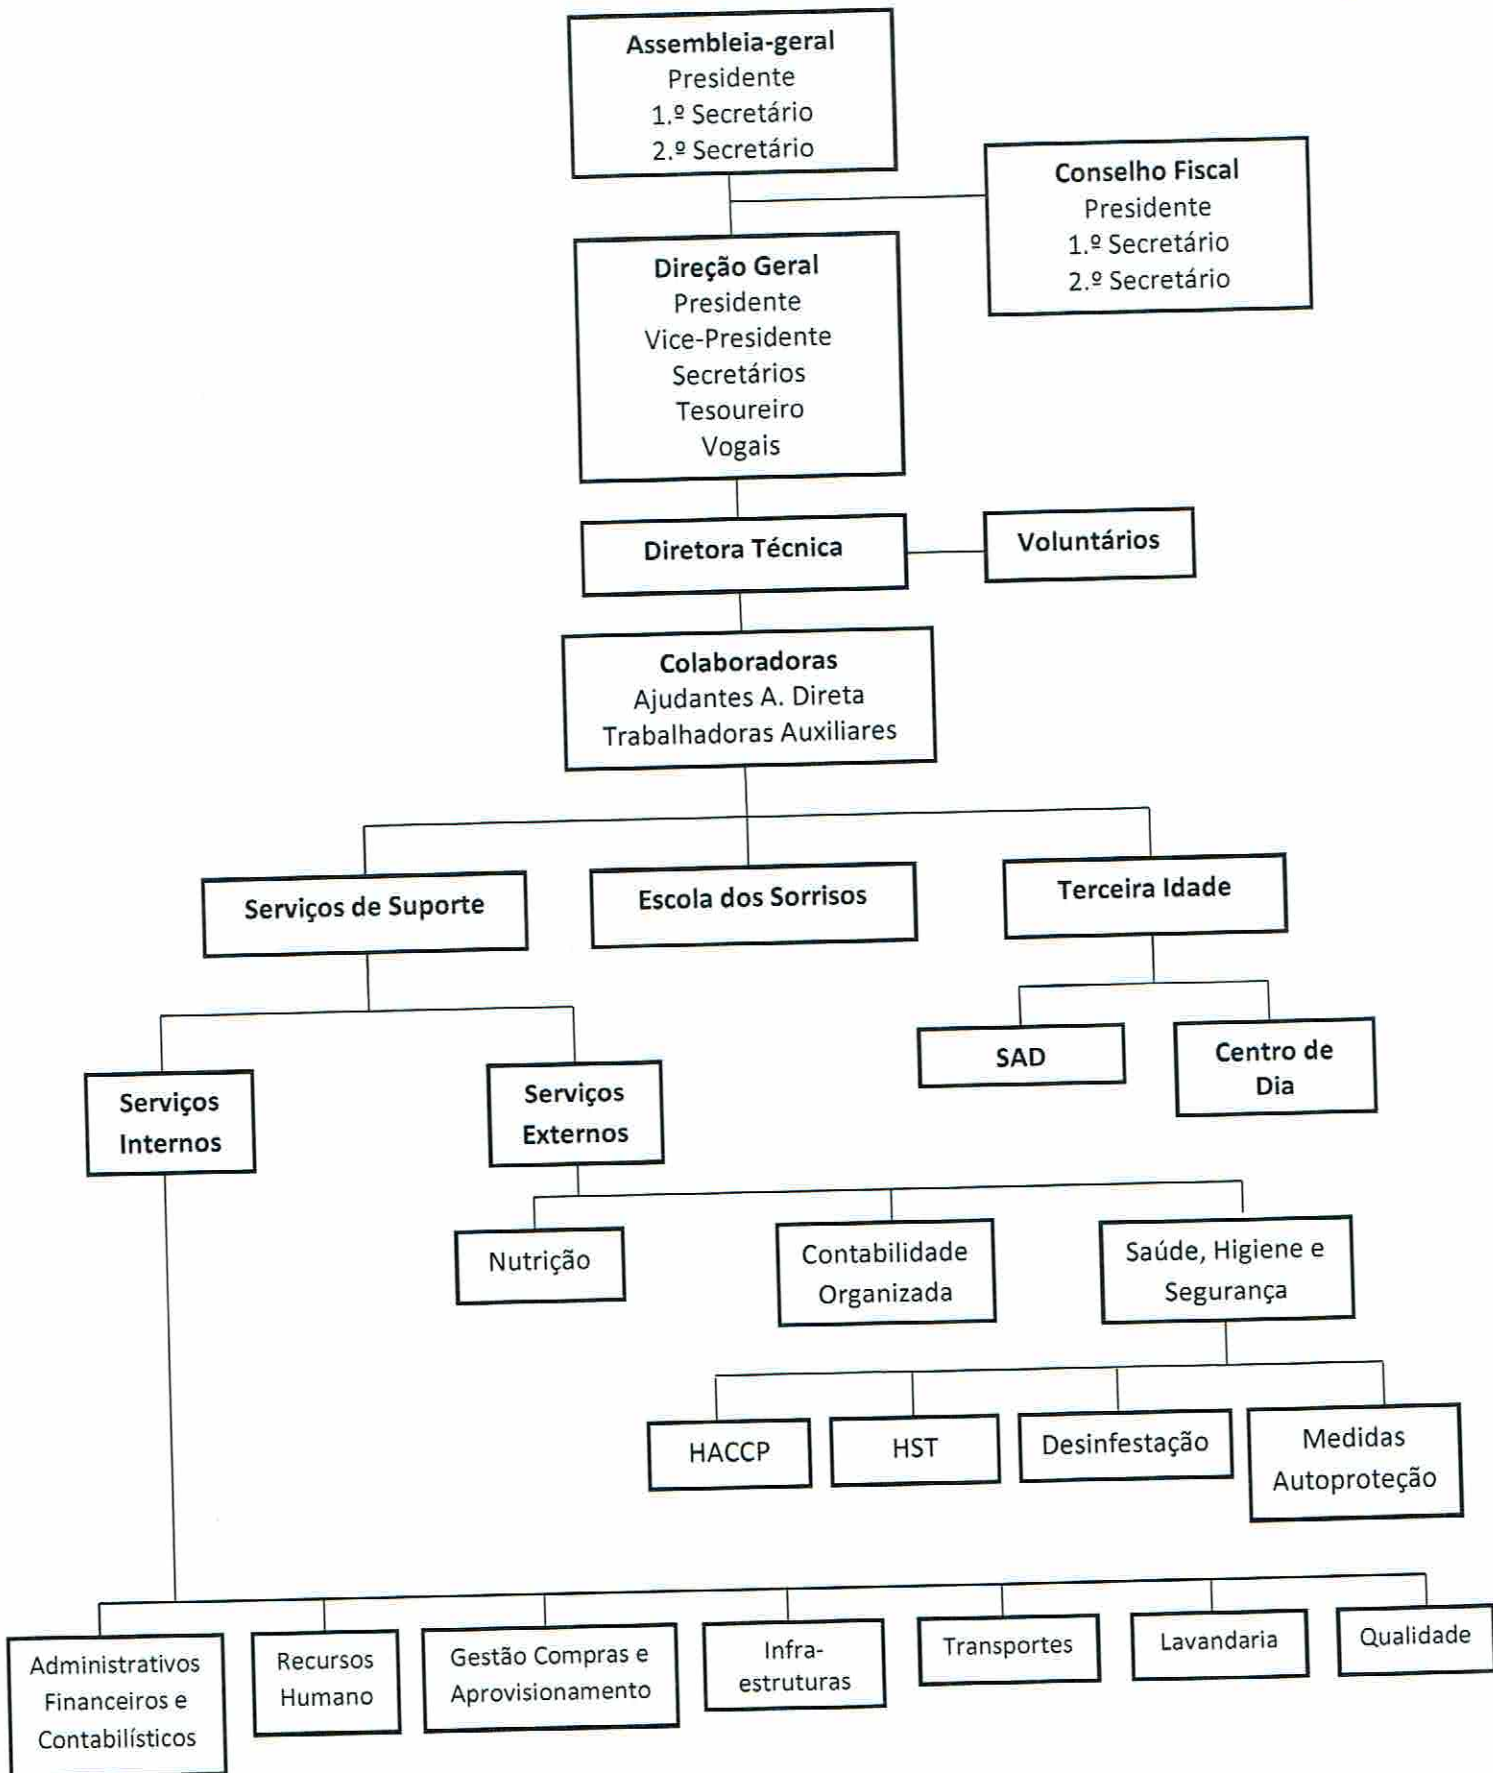 Assembleia-geral
Presidente
1.º Secretário
2.º Secretário
Conselho Fiscal
Presidente
1.º Secretário
2.º Secretário
Direção Geral
Presidente
Vice-Presidente
Secretários
Tesoureiro
Vogais
Diretora Técnica
Voluntários
Colaboradoras
Ajudantes A. Direta
Trabalhadoras Auxiliares
Serviços de Suporte
Escola dos Sorrisos
Terceira Idade
SAD
Centro de
Dia
Serviços
Internos
Serviços
Externos
Nutrição
Contabilidade
Organizada
Saúde, Higiene e
Segurança
HACCP
HST
Desinfestação
Medidas
Autoproteção
Administrativos
Financeiros e
Contabilísticos
Recursos
Humano
Gestão Compras e
Aprovisionamento
Infra-
estruturas
Transportes
Lavandaria
Qualidade